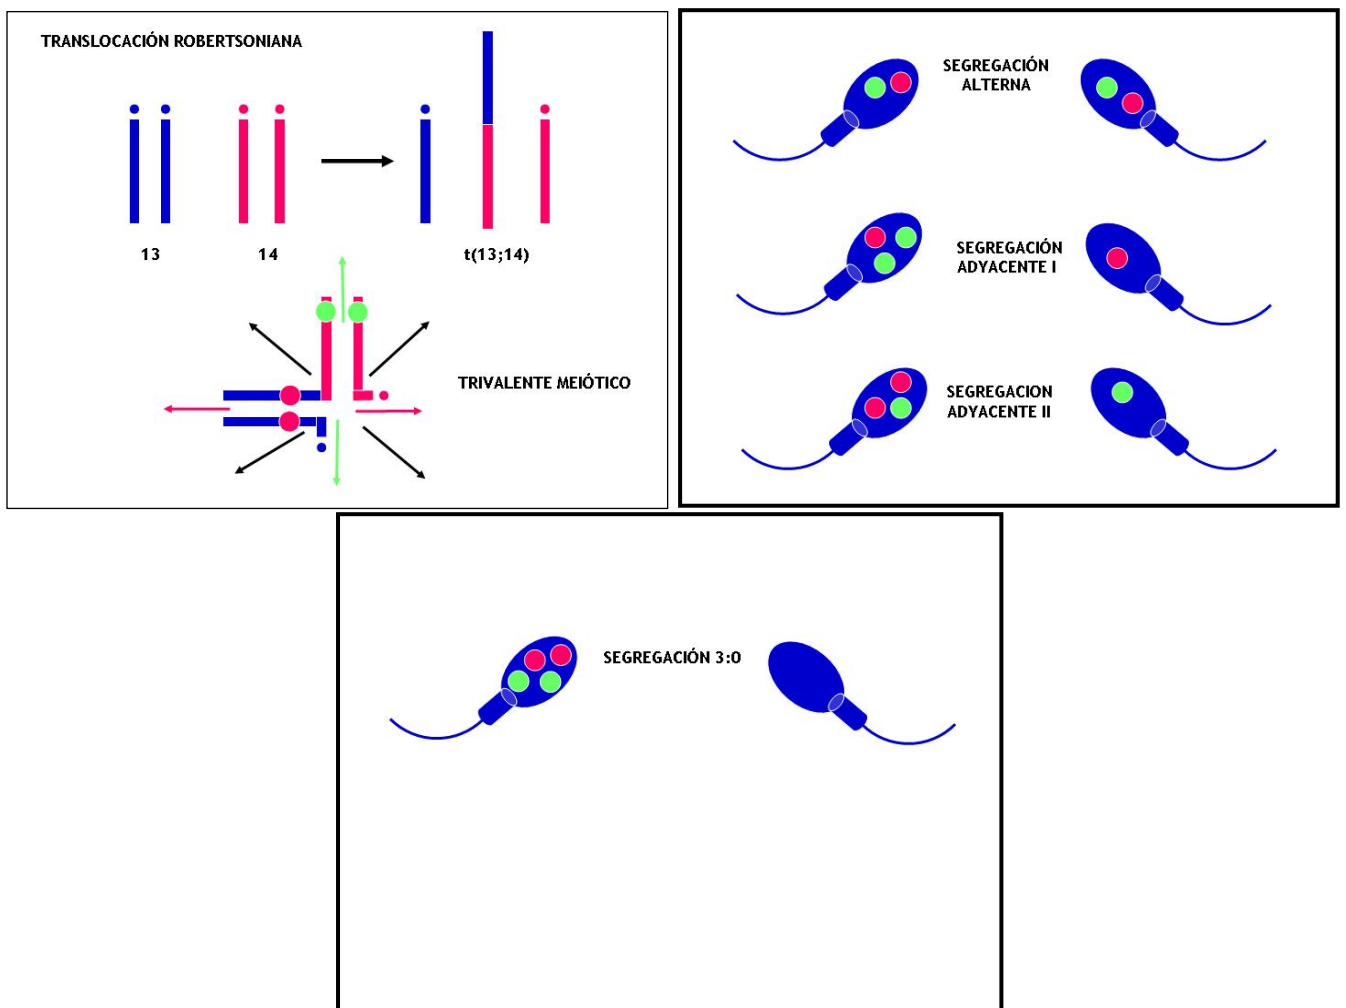 TRANSLOCACIÓN ROBERTSONIANA
13
14
t(13;14)
TRIVALENTE MEIÓTICO
SEGREGACIÓN
ALTERNA
SEGREGACIÓN
ADYACENTE I
SEGREGACION
ADYACENTE II
SEGREGACIÓN 3:0